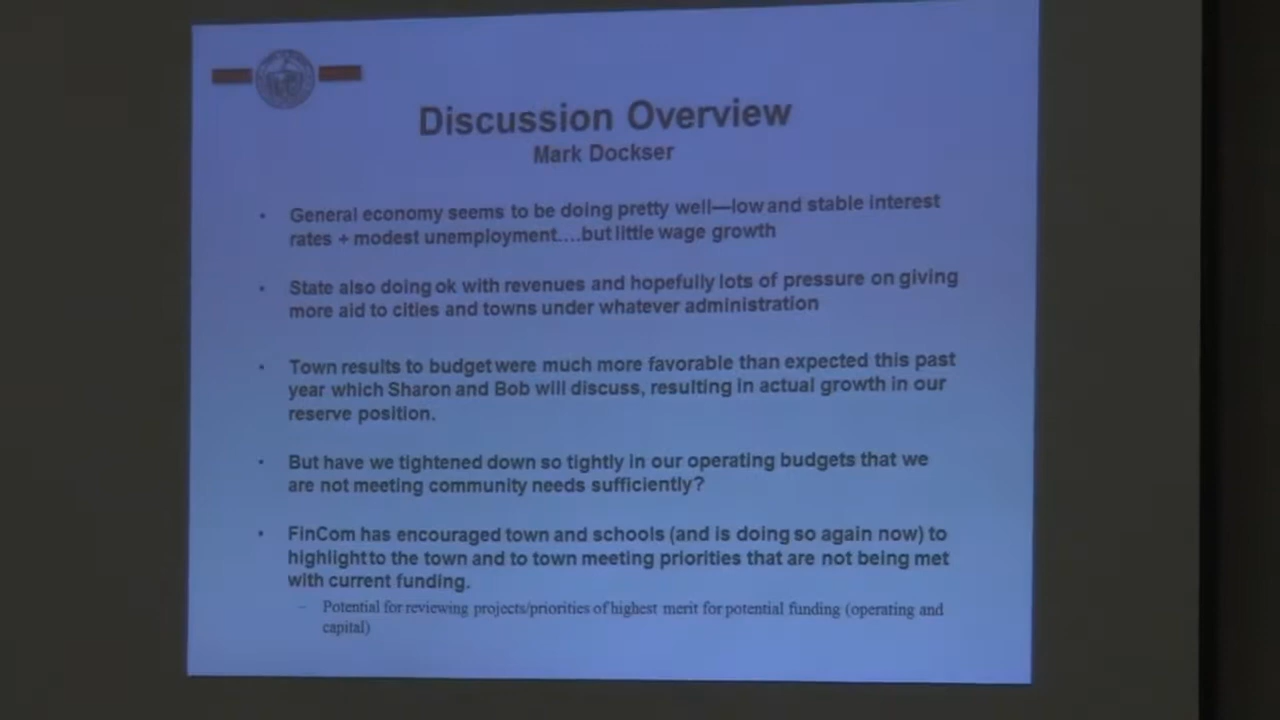 Discussion Overview
Mark Dockser
• General economy seems to be doing pretty well—low and stable interest
rates + modest unemployment....but little wage growth
• State also doing ok with revenues and hopefully lots of pressure on giving
more aid to cities and towns under whatever administration
• Town results to budget were much more favorable than expected this past
year which Sharon and Bob will discuss, resulting in actual growth in our
reserve position.
• But have we tightened down so tightly in our operating budgets that we
are not meeting community needs sufficiently?
• FinCom has encouraged town and schools (and is doing so again now) to
highlight to the town and to town meeting priorities that are not being met
with current funding.
– Potential for reviewing projects/priorities of highest merit for potential funding (operating and
capital)